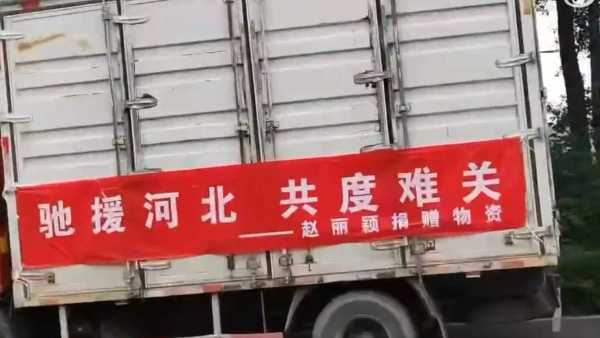 驰援河北 共度难关
——赵丽颖捐赠物资